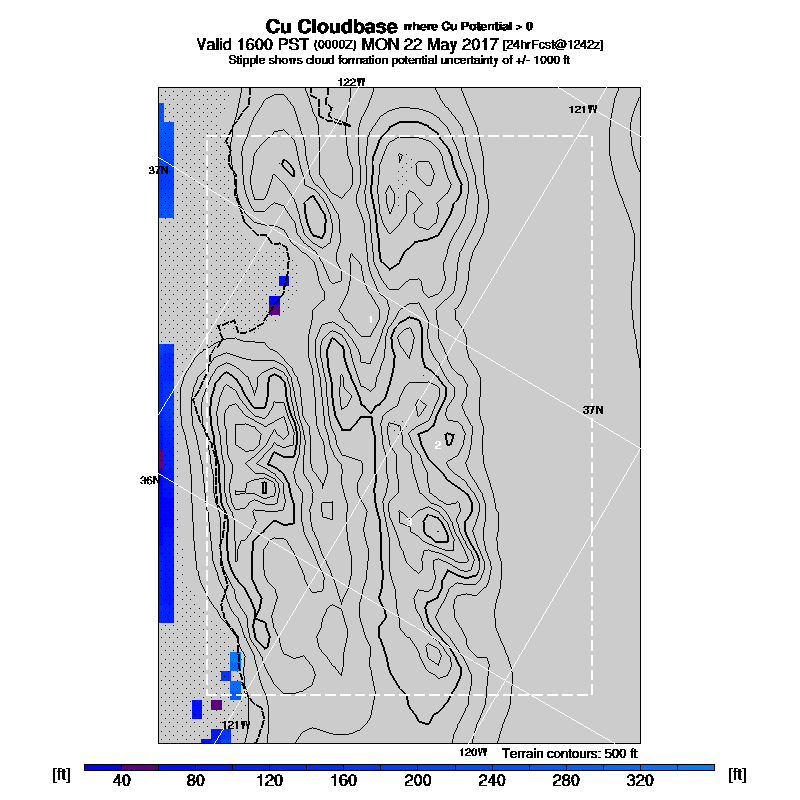 Cu Cloudbase where Cu Potential > 0
Valid 1600 PST (0000Z) MON 22 May 2017 [24hrFcst@1242z]
Stipple shows cloud formation potential uncertainty of +/- 1000 ft
122W
121W
37N
1
37N
2
36N
3
121W
120W Terrain contours: 500 ft
[ft] 40 80 120 160 200 240 280 320 [ft]